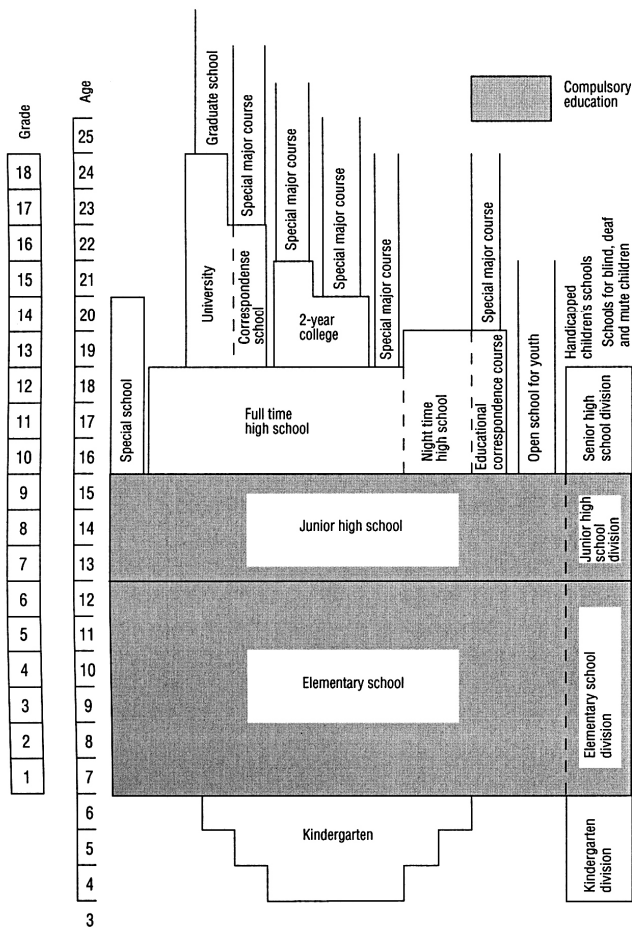 Grade
Age
Compulsory
education
25
18
24
17
23
16
22
15
21
14
20
13
19
12
18
11
17
10
16
9
15
8
14
7
13
6
12
5
11
4
10
3
9
2
8
1
7
6
5
4
3
Graduate school
Special major course
Special major course
Special major course
Special major course
Special major course
University
Correspondense
school
2-year
college
Handicapped
children's schools
Schools for blind, deaf
and mute children
Special school
Full time
high school
Night time
high school
Educational
correspondence course
Open school for youth
Senior high
school division
Junior high school
Junior high
school
division
Elementary school
Elementary school
division
Kindergarten
Kindergarten
division